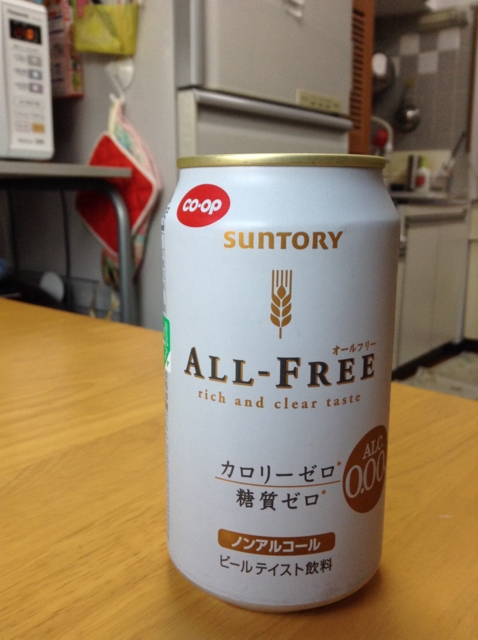 CO-OP
SUNTORY
オールフリー
ALL-FREE
rich and clear taste
ALC.
0.00
カロリーゼロ*
糖質ゼロ*
ノンアルコール
ビールテイスト飲料